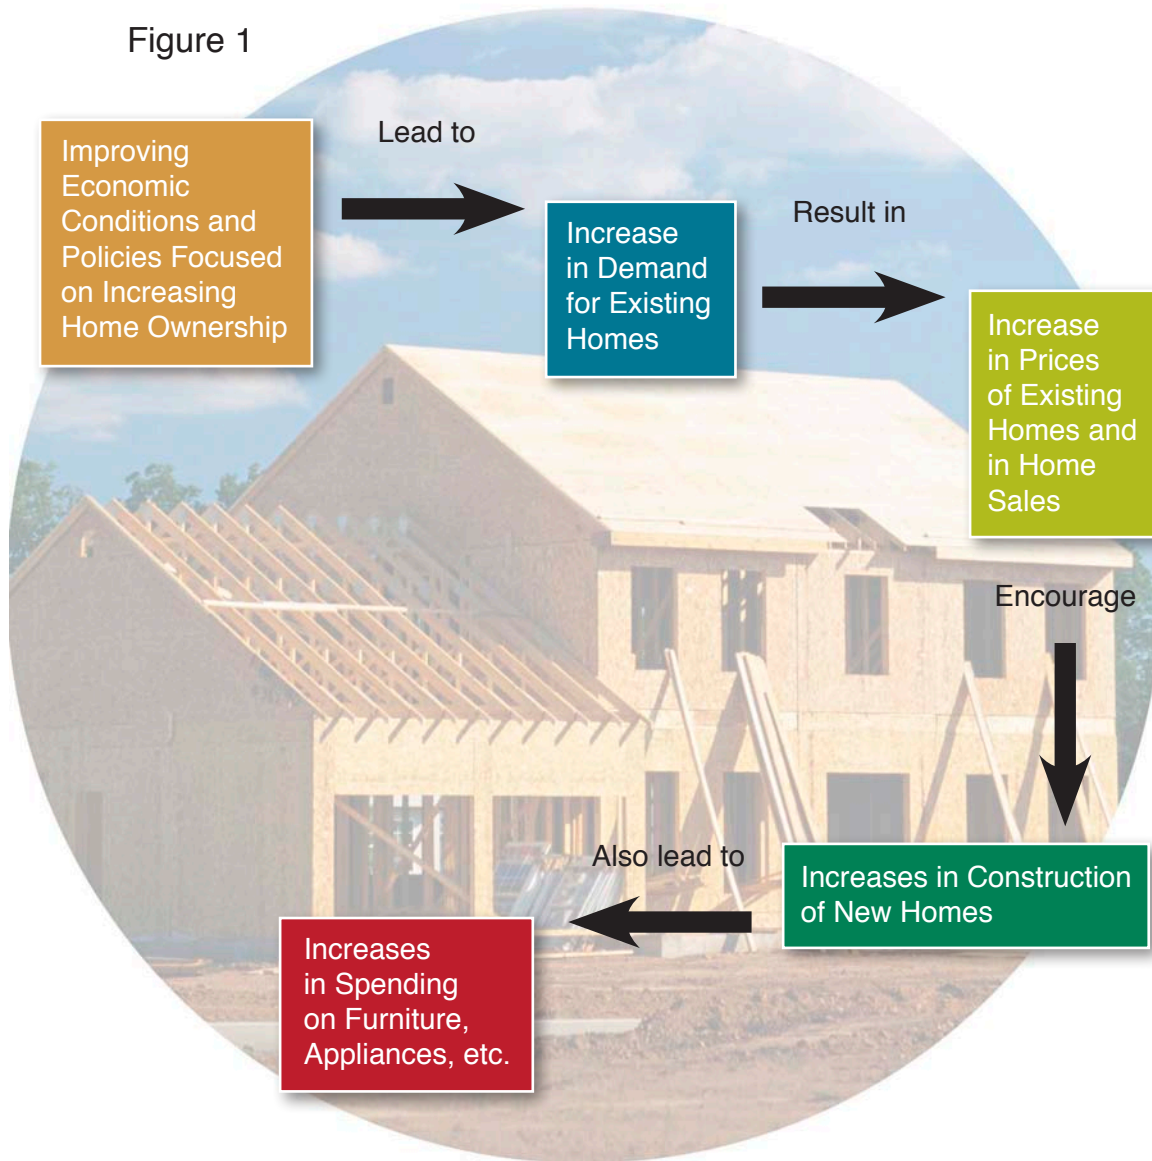 Figure 1
Improving
Economic
Conditions and
Policies Focused
on Increasing
Home Ownership
Lead to
Increase
in Demand
for Existing
Homes
Result in
Increase
in Prices
of Existing
Homes and
in Home
Sales
Encourage
Increases in Construction
of New Homes
Also lead to
Increases
in Spending
on Furniture,
Appliances, etc.